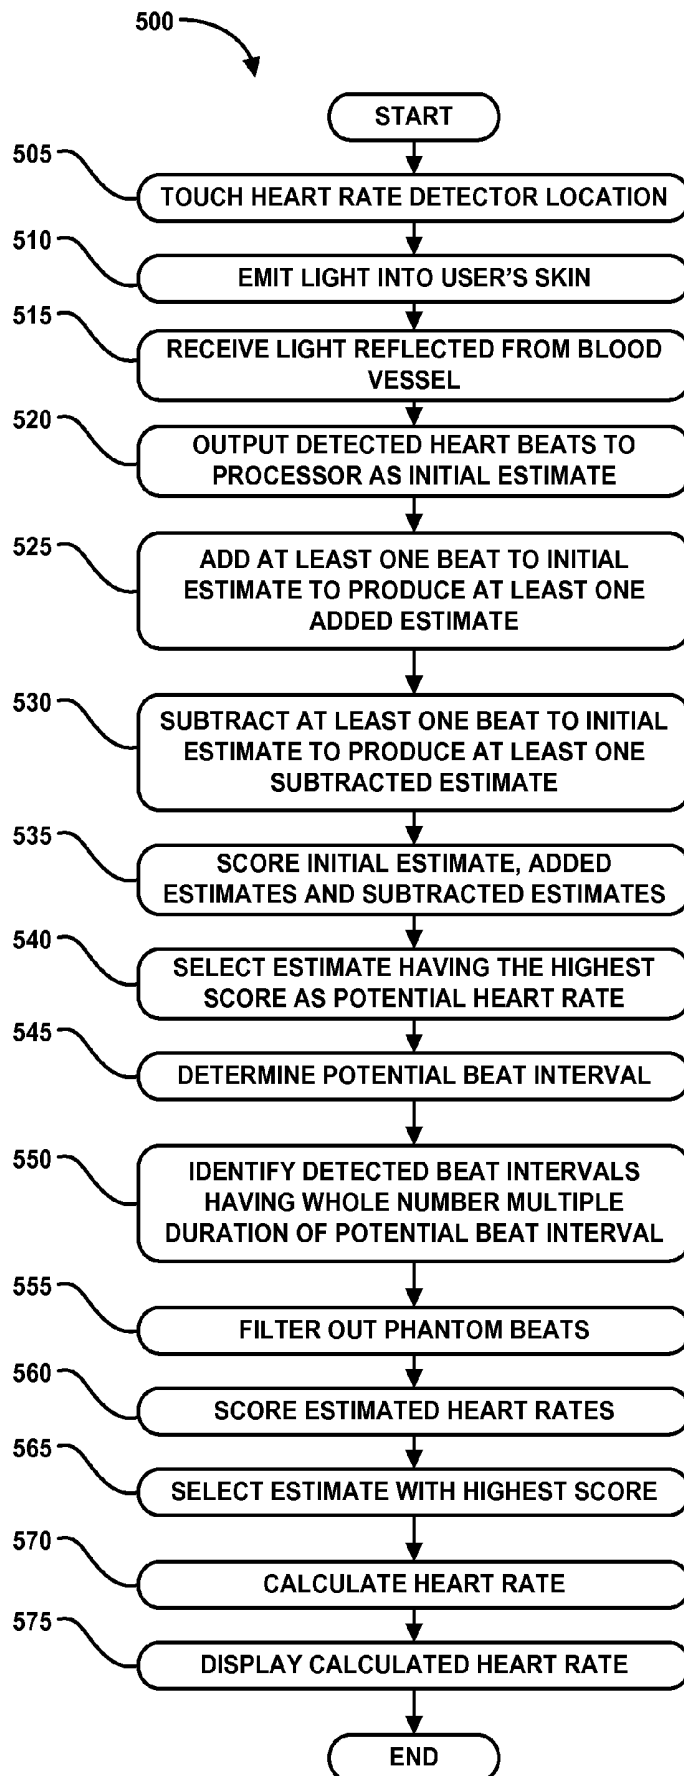 500
START
505
TOUCH HEART RATE DETECTOR LOCATION
510
EMIT LIGHT INTO USER'S SKIN
515
RECEIVE LIGHT REFLECTED FROM BLOOD
VESSEL
520
OUTPUT DETECTED HEART BEATS TO
PROCESSOR AS INITIAL ESTIMATE
525
ADD AT LEAST ONE BEAT TO INITIAL
ESTIMATE TO PRODUCE AT LEAST ONE
ADDED ESTIMATE
530
SUBTRACT AT LEAST ONE BEAT TO INITIAL
ESTIMATE TO PRODUCE AT LEAST ONE
SUBTRACTED ESTIMATE
535
SCORE INITIAL ESTIMATE, ADDED
ESTIMATES AND SUBTRACTED ESTIMATES
540
SELECT ESTIMATE HAVING THE HIGHEST
SCORE AS POTENTIAL HEART RATE
545
DETERMINE POTENTIAL BEAT INTERVAL
550
IDENTIFY DETECTED BEAT INTERVALS
HAVING WHOLE NUMBER MULTIPLE
DURATION OF POTENTIAL BEAT INTERVAL
555
FILTER OUT PHANTOM BEATS
560
SCORE ESTIMATED HEART RATES
565
SELECT ESTIMATE WITH HIGHEST SCORE
570
CALCULATE HEART RATE
575
DISPLAY CALCULATED HEART RATE
END